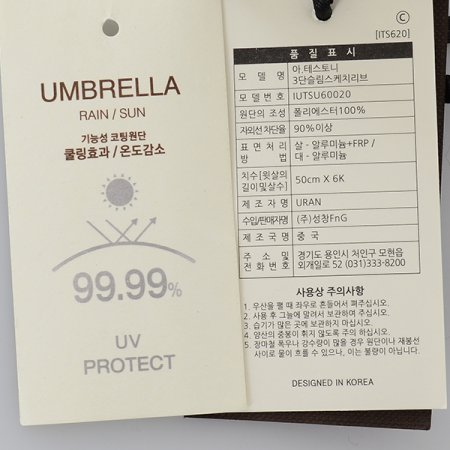 UMBRELLA
RAIN / SUN
기능성 코팅원단
쿨링효과 / 온도감소
99.99%
UV
PROTECT
ⓒ
[ITS620]
품 질 표 시
모 델 명 아.테스토니
3단슬림스케치리브
모 델 번 호 IUTSU60020
원단의 조성 폴리에스터100%
자외선 차단율 90%이상
표 면 처 리 방 법 살 - 알루미늄+FRP /
대 - 알루미늄
치수[윗살의 길이및살수] 50cm X 6K
제 조 자 명 URAN
수입/판매자명 (주)성창FnG
제 조 국 명 중 국
주 소 및 전 화 번 호 경기도 용인시 처인구 모현읍
외개일로 52 (031)333-8200
사용상 주의사항
1. 우산을 펼 때 좌우로 흔들어서 펴주십시오.
2. 사용 후 그늘에 말려서 보관하여 주십시오.
3. 습기가 많은 곳에 보관하지 마십시오.
4. 양산의 중봉이 휘지 않도록 주의 하십시오.
5. 장마철 폭우나 강수량이 많을 경우 원단이나 재봉선
사이로 물이 흐를 수 있으나, 이는 불량이 아닙니다.
DESIGNED IN KOREA